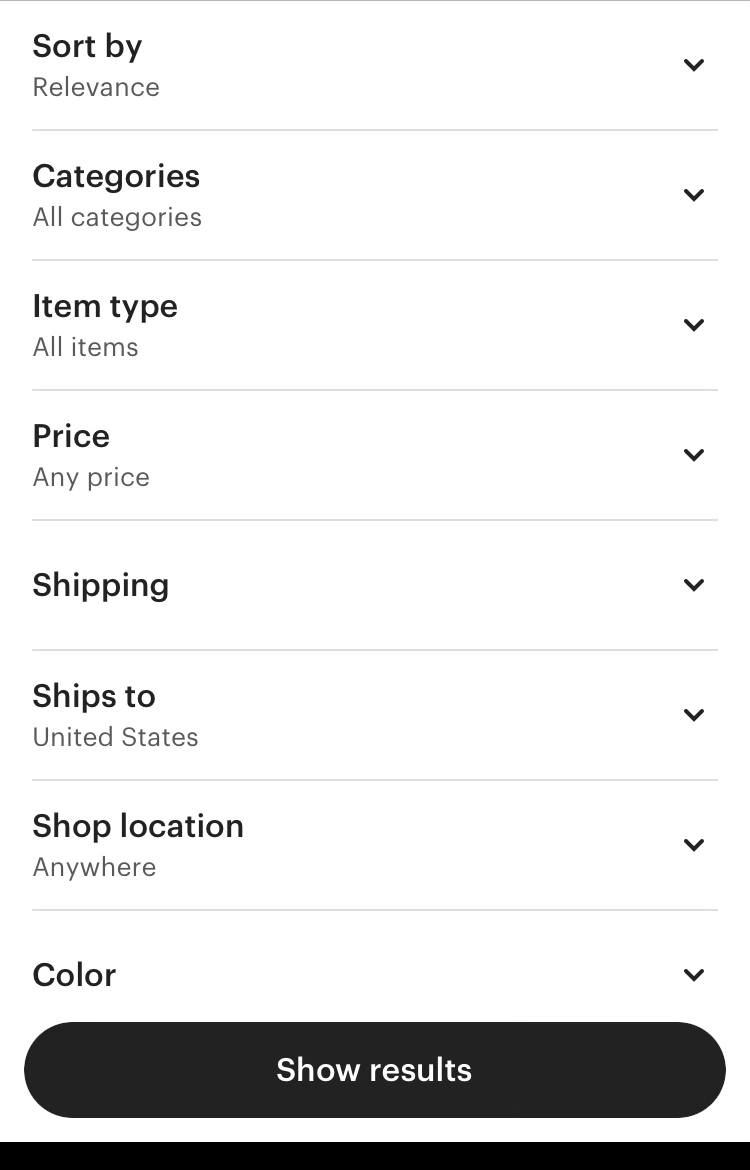 Sort by
Relevance
Categories
All categories
Item type
All items
Price
Any price
Shipping
Ships to
United States
Shop location
Anywhere
Color
Show results